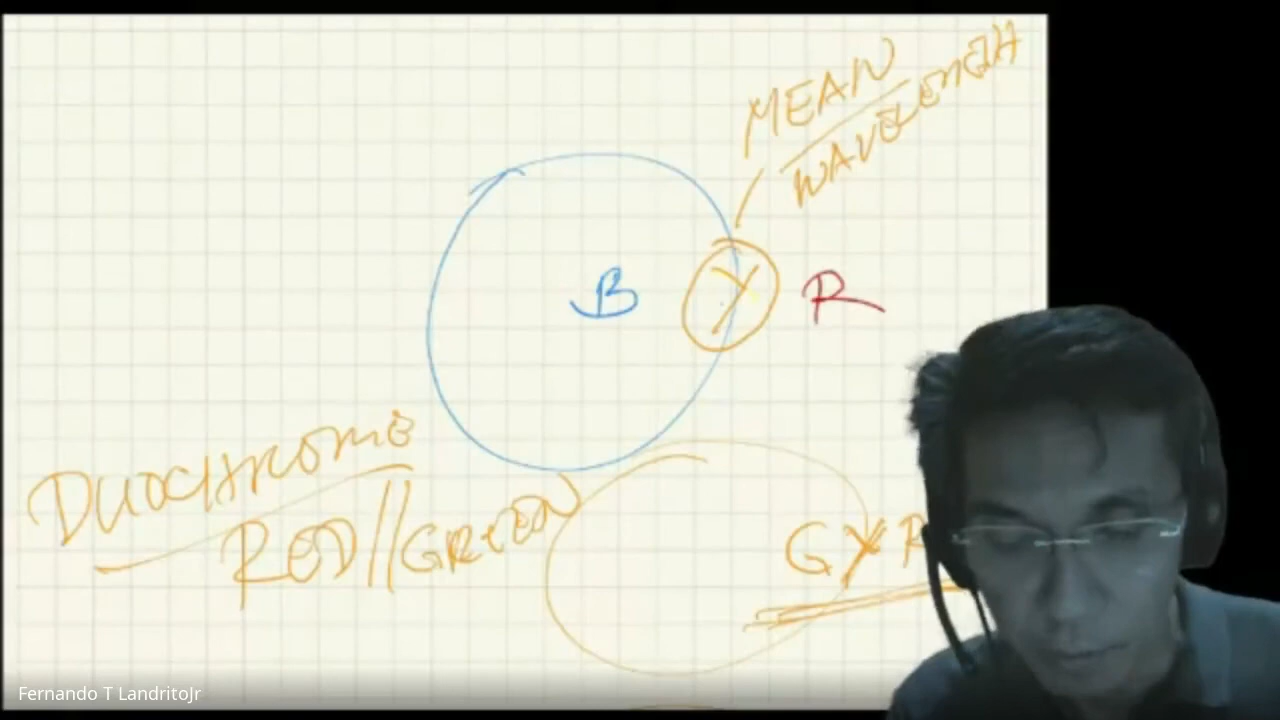 MEAN
WAVELENGTH
B
Y
R
DUOCHROME
RED//GREEN
G Y R
Fernando T LandritoJr